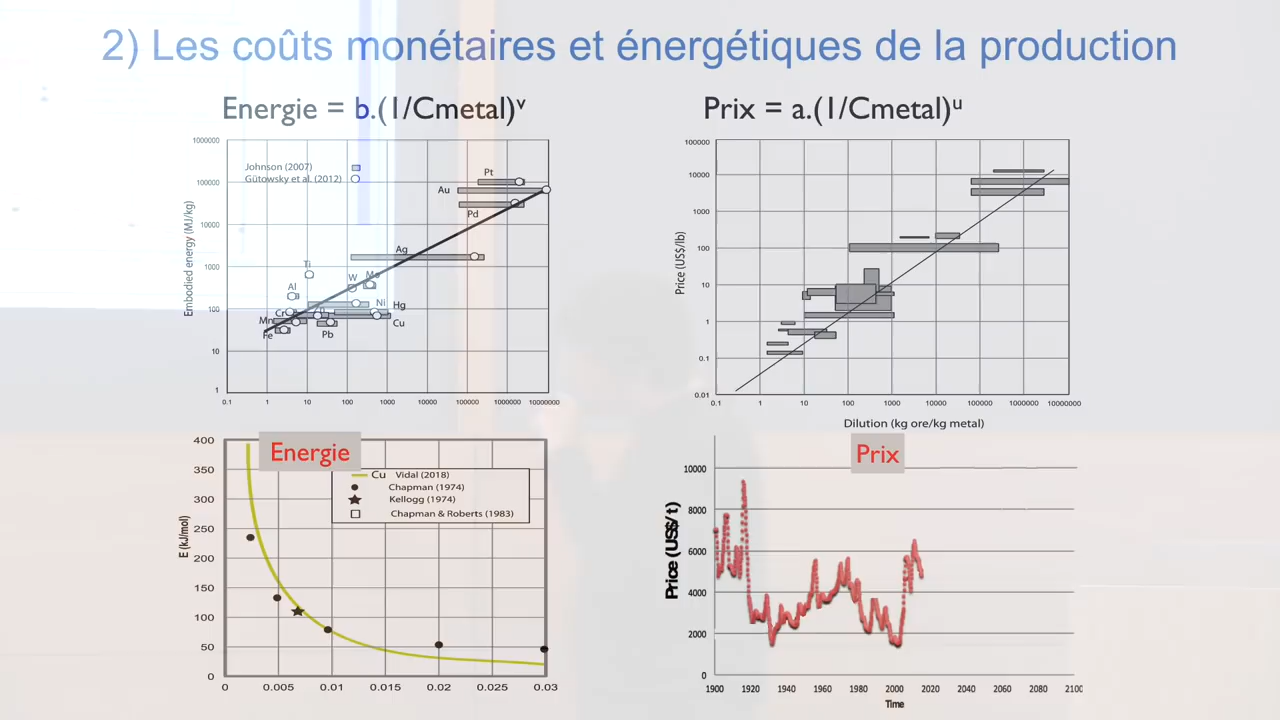 2) Les coûts monétaires et énergétiques de la production
Energie = b.(1/Cmetal)ᵛ
Prix = a.(1/Cmetal)ᵘ
Johnson (2007)
Gütowsky et al. (2012)
Embodied energy (MJ/kg)
1000000
100000
10000
1000
100
10
1
0.1 1 10 100 1000 10000 100000 1000000 10000000
Pt
Au
Pd
Ag
Ti
W Mo
Al
Ni Hg
Cr
Mn
Cu
Fe
Pb
Price (US$/lb)
100000
10000
1000
100
10
1
0.1
0.01
0.1 1 10 100 1000 10000 100000 1000000 10000000
Dilution (kg ore/kg metal)
Energie
Cu Vidal (2018)
Chapman (1974)
Kellogg (1974)
Chapman & Roberts (1983)
E (kJ/mol)
400
350
300
250
200
150
100
50
0
0 0.005 0.01 0.015 0.02 0.025 0.03
Prix
Price (US$/t)
10000
8000
6000
4000
2000
0
1900 1920 1940 1960 1980 2000 2020 2040 2060 2080 2100
Time